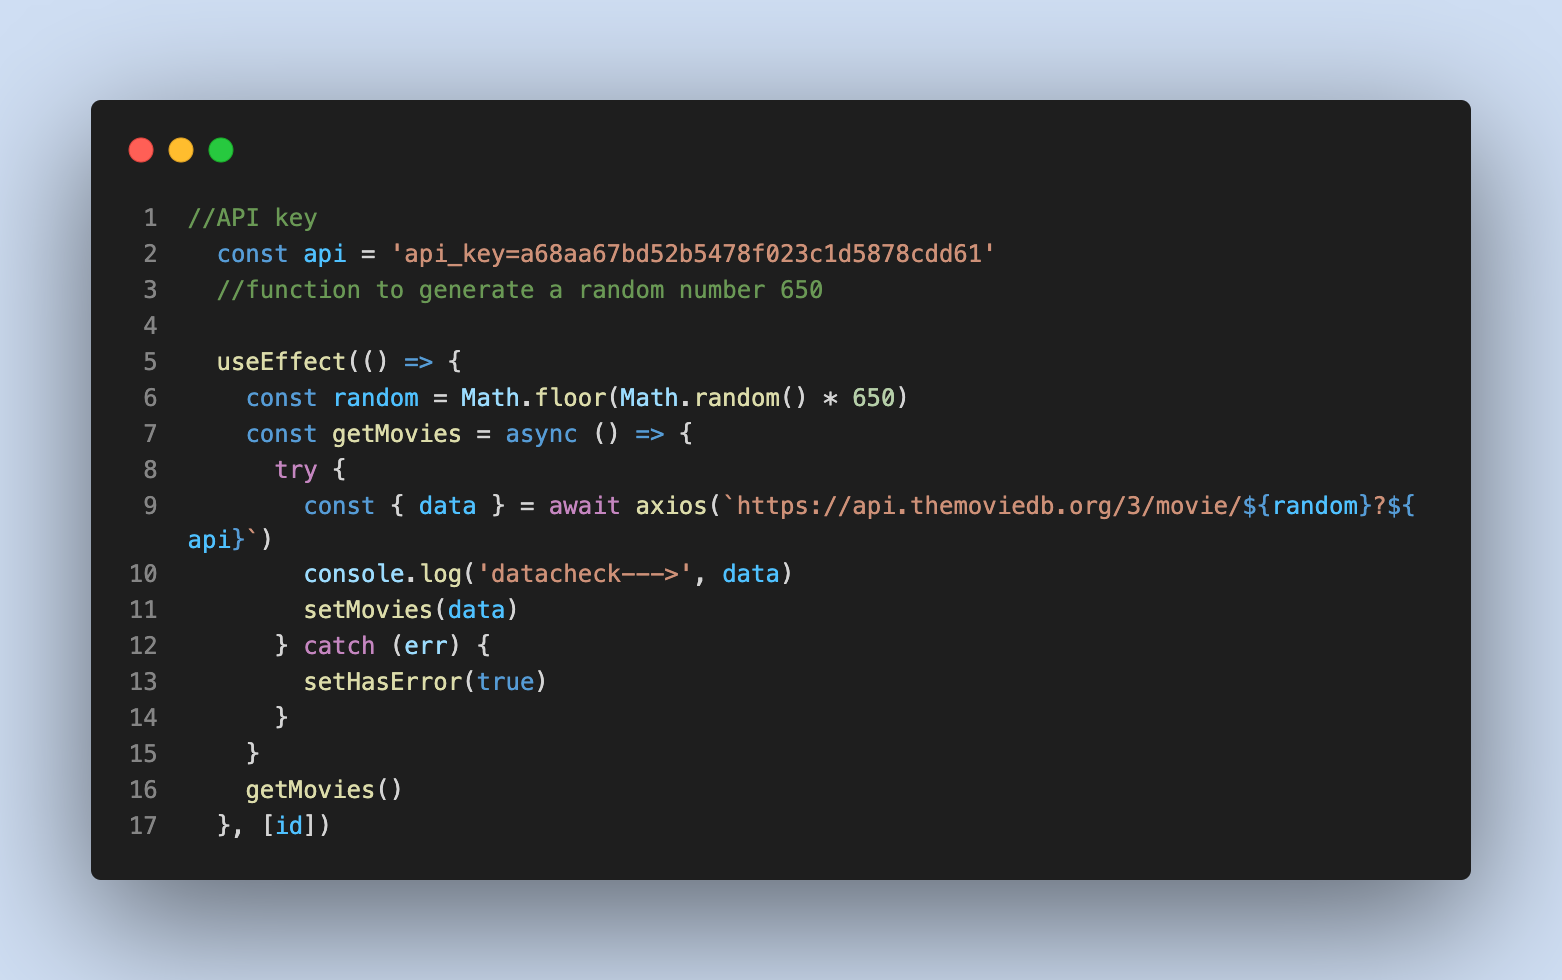 1 //API key
2   const api = 'api_key=a68aa67bd52b5478f023c1d5878cdd61'
3   //function to generate a random number 650
4
5   useEffect(() => {
6     const random = Math.floor(Math.random() * 650)
7     const getMovies = async () => {
8       try {
9         const { data } = await axios(`https://api.themoviedb.org/3/movie/${random}?${
api}`)
10         console.log('datacheck--->', data)
11         setMovies(data)
12       } catch (err) {
13         setHasError(true)
14       }
15     }
16     getMovies()
17   }, [id])